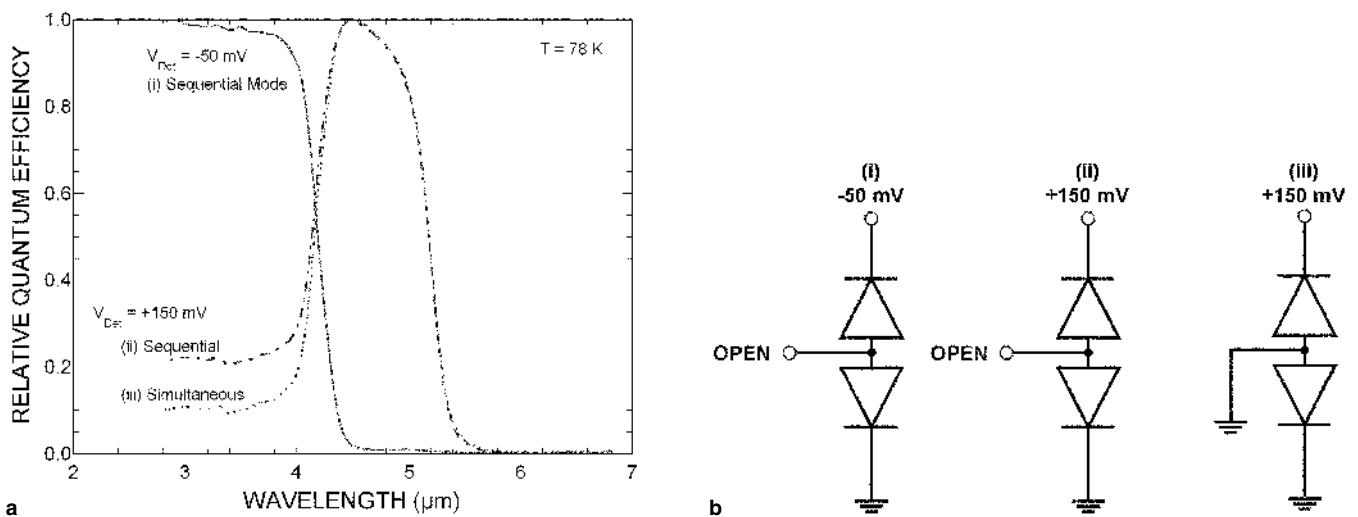 1.0
0.8
0.6
0.4
0.2
0.0
RELATIVE QUANTUM EFFICIENCY
V_Det = -50 mV
(i) Sequential Mode
T = 78 K
V_Det = +150 mV
(ii) Sequential
(iii) Simultaneous
2 3 4 5 6 7
WAVELENGTH (μm)
a
(i)
-50 mV
(ii)
+150 mV
(iii)
+150 mV
OPEN
OPEN
b